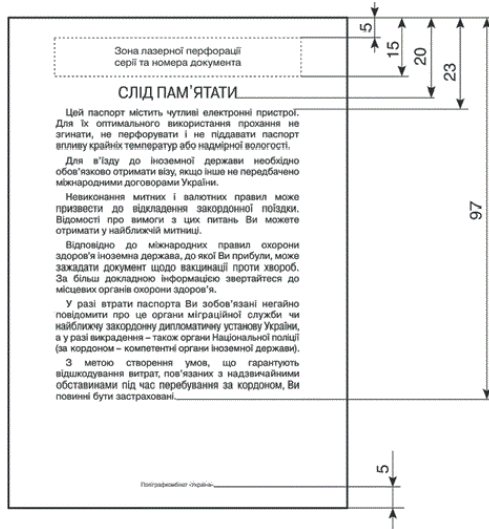 Зона лазерної перфорації
серії та номера документа
СЛІД ПАМ'ЯТАТИ
Цей паспорт містить чутливі електронні пристрої.
Для їх оптимального використання прохання не
згинати, не перфорувати і не піддавати паспорт
впливу крайніх температур або надмірної вологості.
Для в'їзду до іноземної держави необхідно
обов'язково отримати візу, якщо інше не передбачено
міжнародними договорами України.
Невиконання митних і валютних правил може
призвести до відкладення закордонної поїздки.
Відомості про вимоги з цих питань Ви можете
отримати у найближчій митниці.
Відповідно до міжнародних правил охорони
здоров'я іноземна держава, до якої Ви прибули, може
зажадати документ щодо вакцинації проти хвороб.
За більш докладною інформацією звертайтеся до
місцевих органів охорони здоров'я.
У разі втрати паспорта Ви зобов'язані негайно
повідомити про це органи міграційної служби чи
найближчу закордонну дипломатичну установу України,
а у разі викрадення – також органи Національної поліції
(за кордоном – компетентні органи іноземної держави).
З метою створення умов, що гарантують
відшкодування витрат, пов'язаних з надзвичайними
обставинами під час перебування за кордоном, Ви
повинні бути застраховані.
Поліграфкомбінат «Україна»
5
15
20
23
97
5